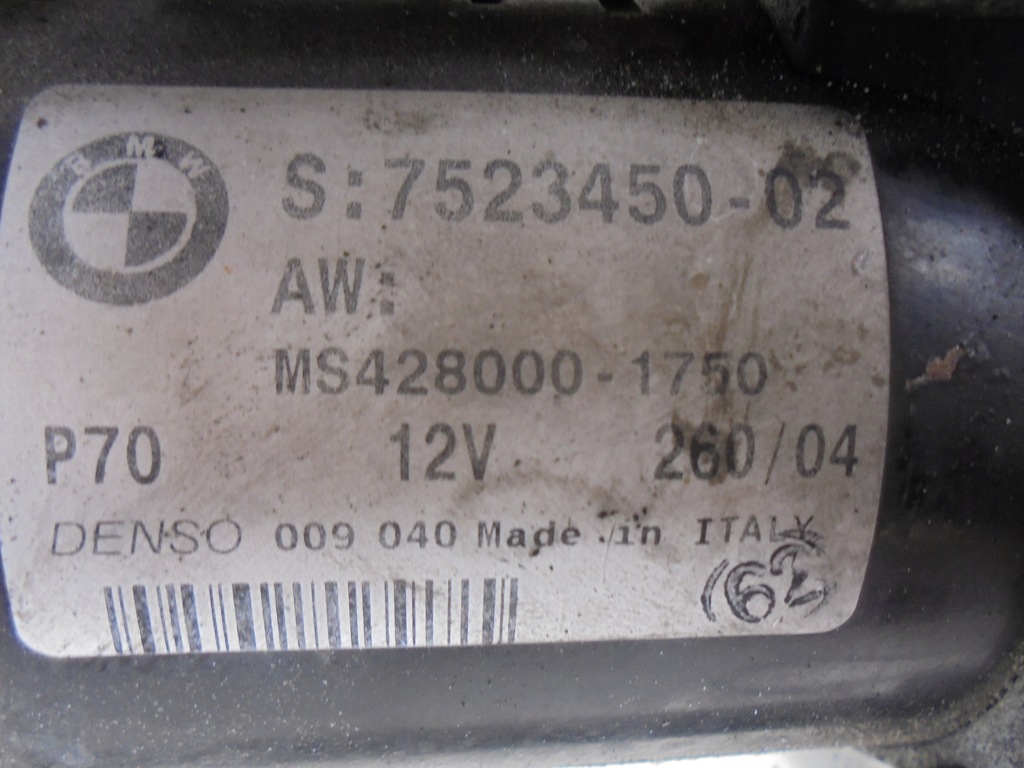 BMW
S:7523450-02
AW:
MS428000-1750
P70 12V 260/04
DENSO 009 040 Made in ITALY
62